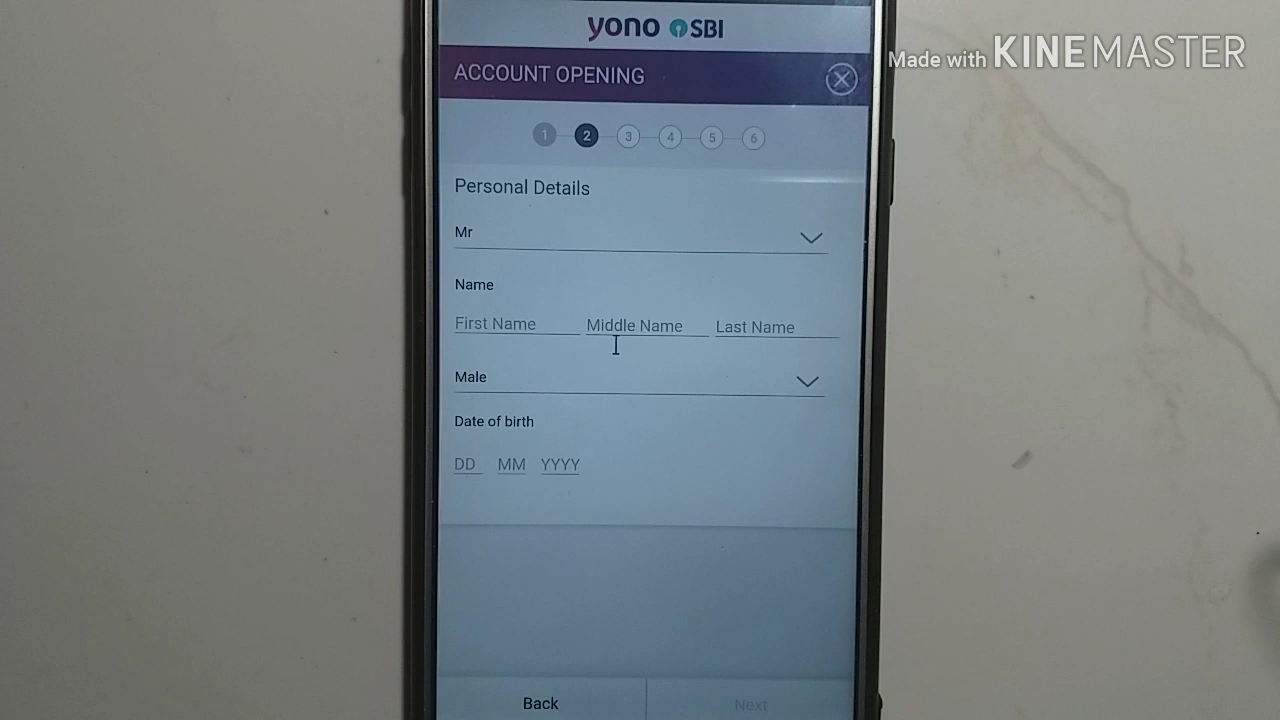 yono SBI
Made with KINEMASTER
ACCOUNT OPENING
1 2 3 4 5 6
Personal Details
Mr
Name
First Name Middle Name Last Name
Male
Date of birth
DD MM YYYY
Back Next